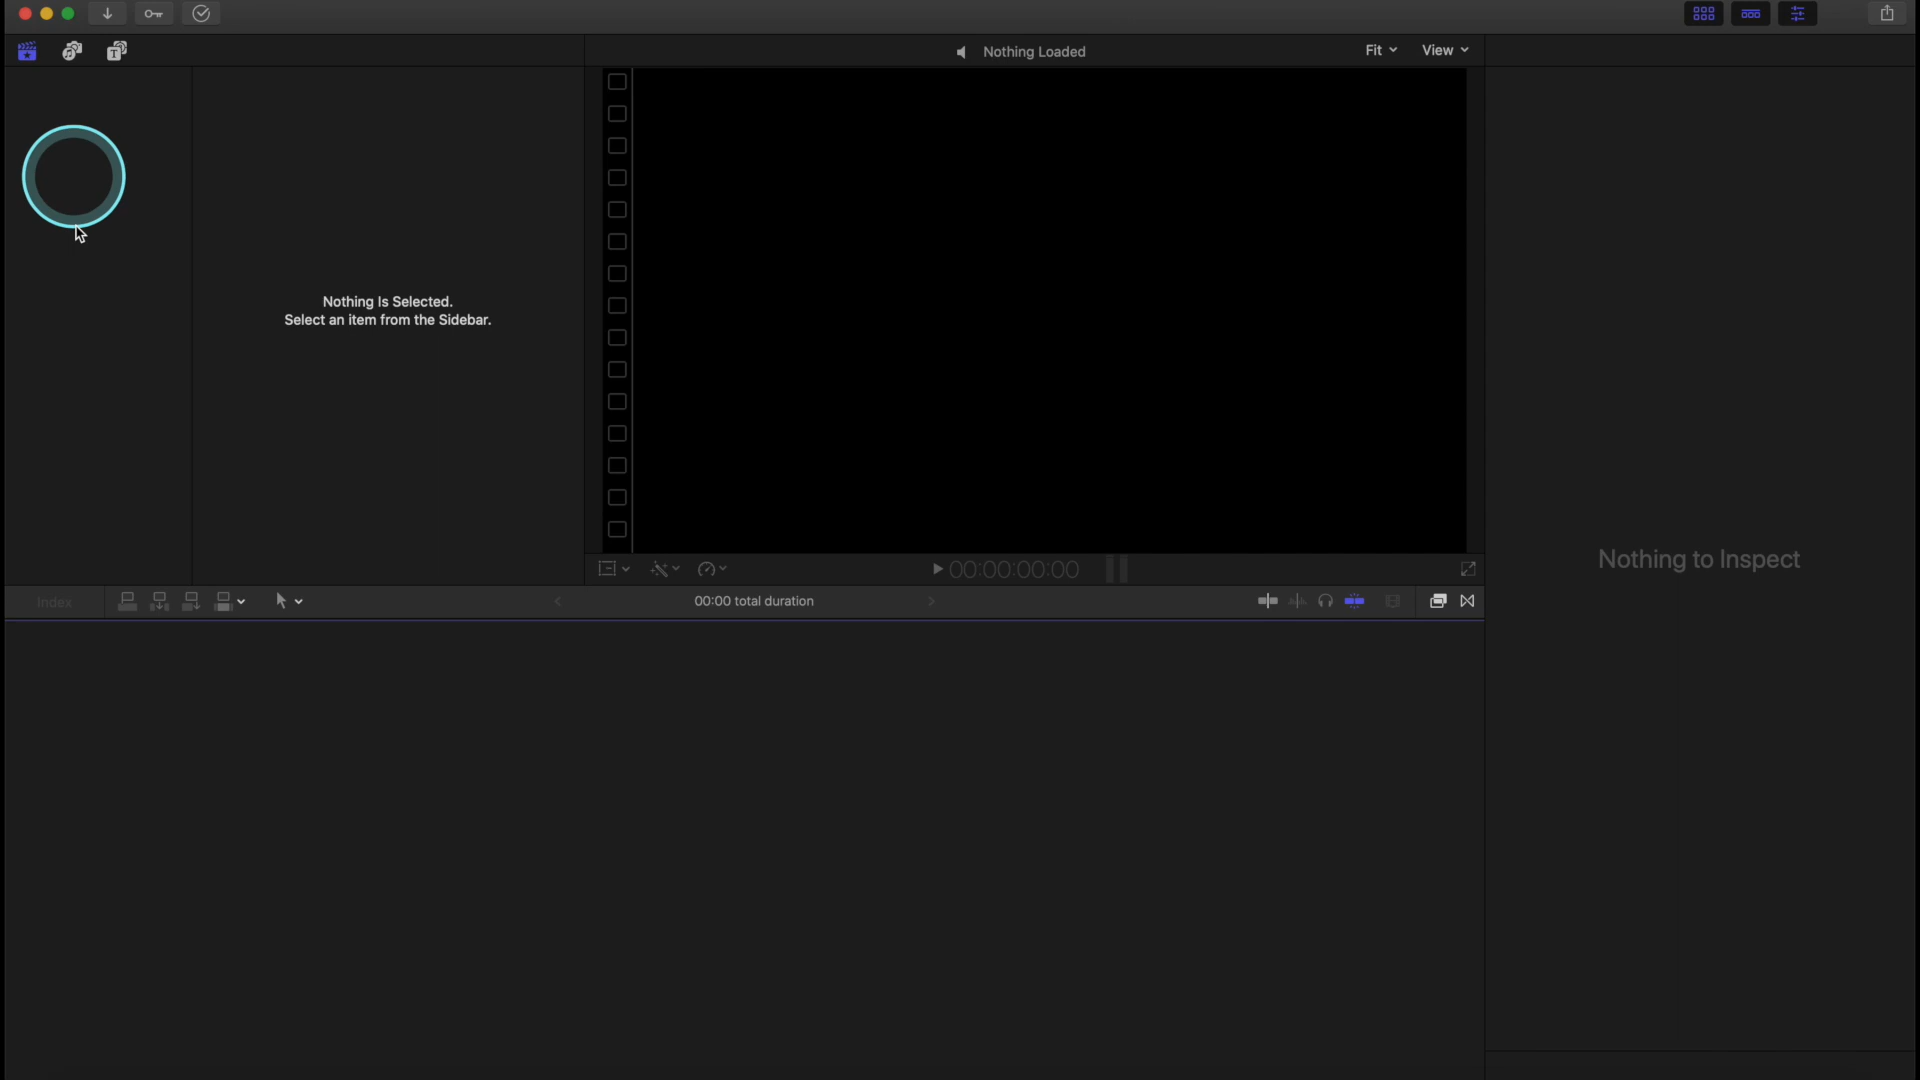 Nothing Loaded
Fit
View
Nothing Is Selected.
Select an item from the Sidebar.
00:00:00:00
Nothing to Inspect
Index
00:00 total duration